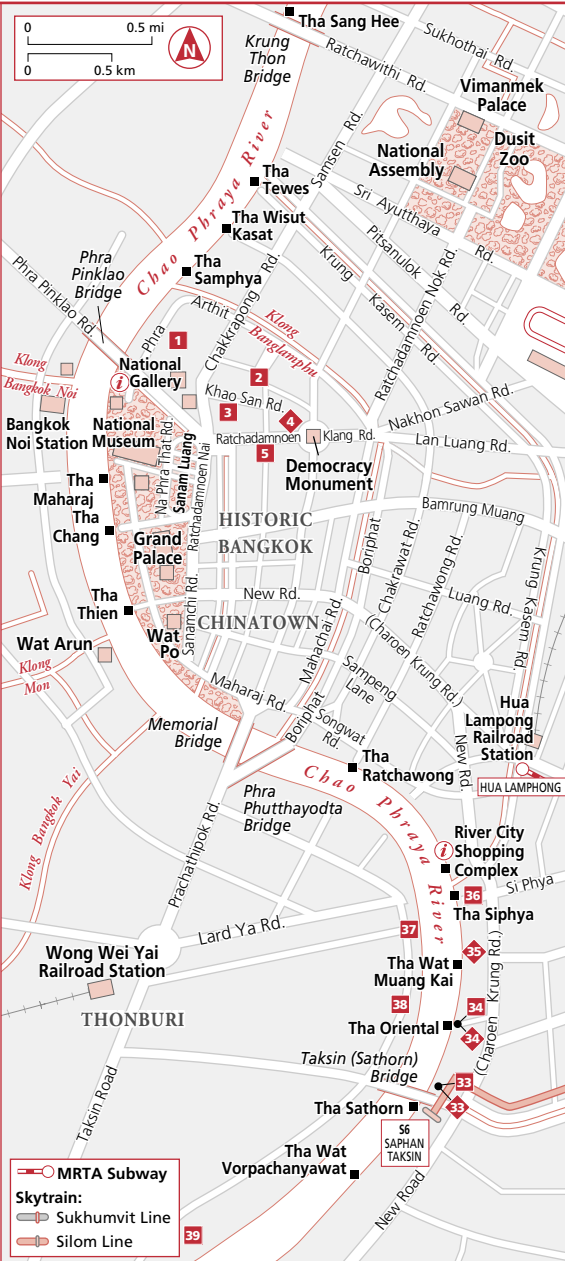 0 0.5 mi
N
0 0.5 km
Tha Sang Hee
Krung
Thon
Bridge
Sukhothai Rd.
Ratchawithi Rd.
Vimanmek
Palace
National
Assembly
Dusit
Zoo
Samsen Rd.
Tha
Tewes
Sri Ayutthaya Rd.
Chao Phraya River
Tha Wisut
Kasat
Pitsanulok Rd.
Phra
Pinklao
Bridge
Tha
Samphya
Krung Kasem Rd.
Phra Pinklao Rd.
Phra Arthit
Chakkrapong Rd.
Klong
Banglamphu
Ratchadamnoen Nok Rd.
1
Klong
Bangkok Noi
i
National
Gallery
2
Khao San Rd.
3
4
Nakhon Sawan Rd.
Bangkok
Noi Station
National
Museum
Na Phra That Rd.
Sanam Luang
Ratchadamnoen Nai
Ratchadamnoen Klang Rd.
Lan Luang Rd.
5
Democracy
Monument
Tha
Maharaj
Tha
Chang
Bamrung Muang
HISTORIC
BANGKOK
Grand
Palace
Boriphat
Chakrawat Rd.
Ratchawong Rd.
Krung Kasem Rd.
Tha
Thien
New Rd.
Luang Rd.
Sanamchi Rd.
CHINATOWN
(Charoen Krung Rd.)
Wat Arun
Wat
Po
Mahachai Rd.
Klong
Mon
Sampeng
Lane
Maharaj Rd.
Boriphat
Songwat
Rd.
Hua
Lampong
Railroad
Station
New Rd.
Memorial
Bridge
Tha
Ratchawong
HUA LAMPHONG
Chao Phraya River
Klong Bangkok Yai
Phra
Phutthayodta
Bridge
Prachathipok Rd.
i
River City
Shopping
Complex
Si Phya
36
Tha Siphya
Lard Ya Rd.
37
35
Wong Wei Yai
Railroad Station
Tha Wat
Muang Kai
(Charoen Krung Rd.)
38
34
THONBURI
Tha Oriental
34
Taksin (Sathorn)
Bridge
33
Taksin Road
Tha Sathorn
33
S6
SAPHAN
TAKSIN
Tha Wat
Vorpachanyawat
New Road
MRTA Subway
Skytrain:
Sukhumvit Line
Silom Line
39